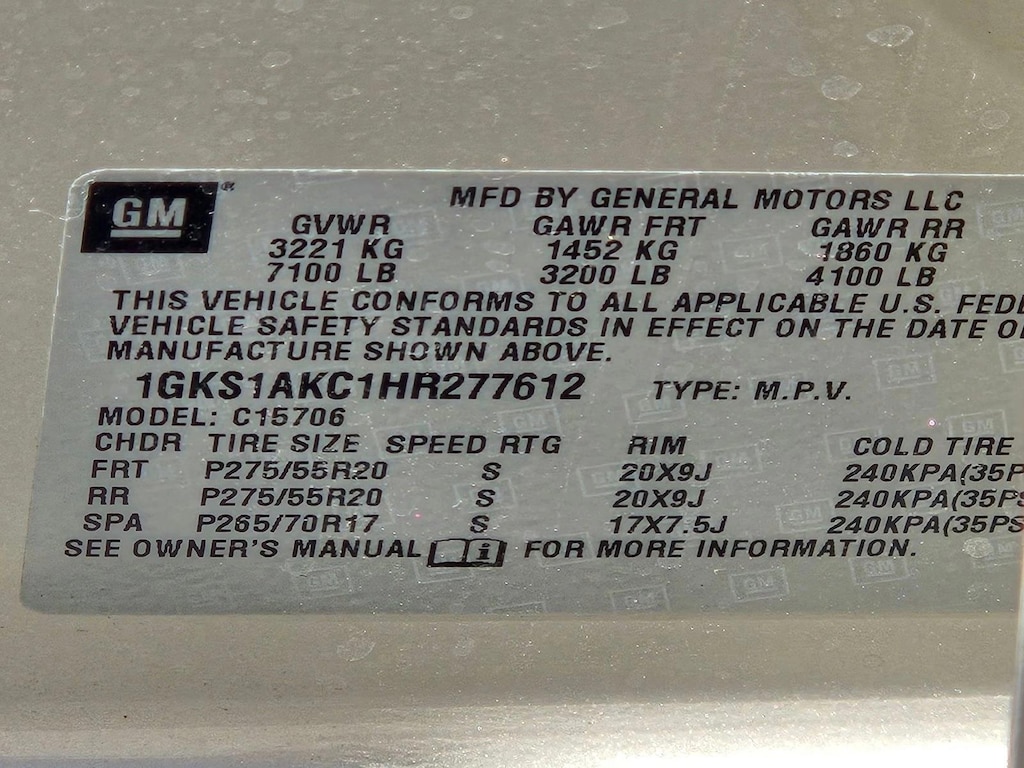 GM
MFD BY GENERAL MOTORS LLC
GVWR GAWR FRT GAWR RR
3221 KG 1452 KG 1860 KG
7100 LB 3200 LB 4100 LB
THIS VEHICLE CONFORMS TO ALL APPLICABLE U.S.
VEHICLE SAFETY STANDARDS IN EFFECT ON THE DATE
MANUFACTURE SHOWN ABOVE.
1GKS1AKC1HR277612 TYPE: M.P.V.
MODEL: C15706
CHDR TIRE SIZE SPEED RTG RIM COLD TIRE
FRT P275/55R20 S 20X9J 240KPA(35P
RR P275/55R20 S 20X9J 240KPA(35PS
SPA P265/70R17 S 17X7.5J 240KPA(35PS
SEE OWNER'S MANUAL i FOR MORE INFORMATION.